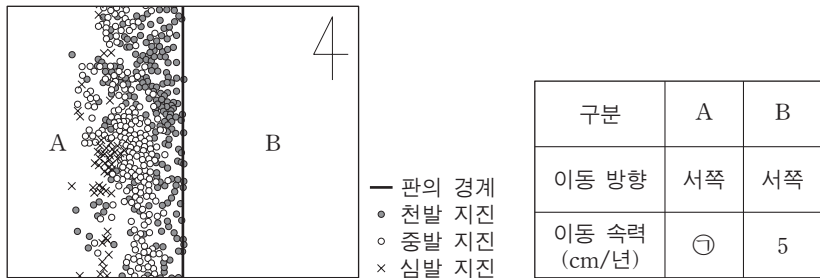 A
B
판의 경계
천발 지진
중발 지진
심발 지진
구분 A B
이동 방향 서쪽 서쪽
이동 속력 (cm/년) ㉠ 5